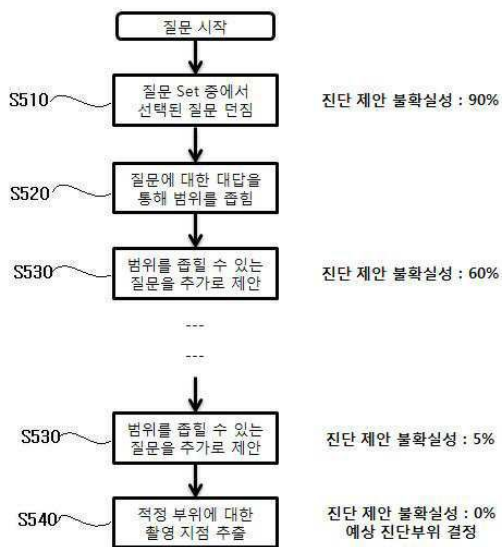 질문 시작
S510
질문 Set 중에서
선택된 질문 던짐
진단 제안 불확실성 : 90%
S520
질문에 대한 대답을
통해 범위를 좁힘
S530
범위를 좁힐 수 있는
질문을 추가로 제안
진단 제안 불확실성 : 60%
---
---
S530
범위를 좁힐 수 있는
질문을 추가로 제안
진단 제안 불확실성 : 5%
S540
적정 부위에 대한
촬영 지점 추출
진단 제안 불확실성 : 0%
예상 진단부위 결정